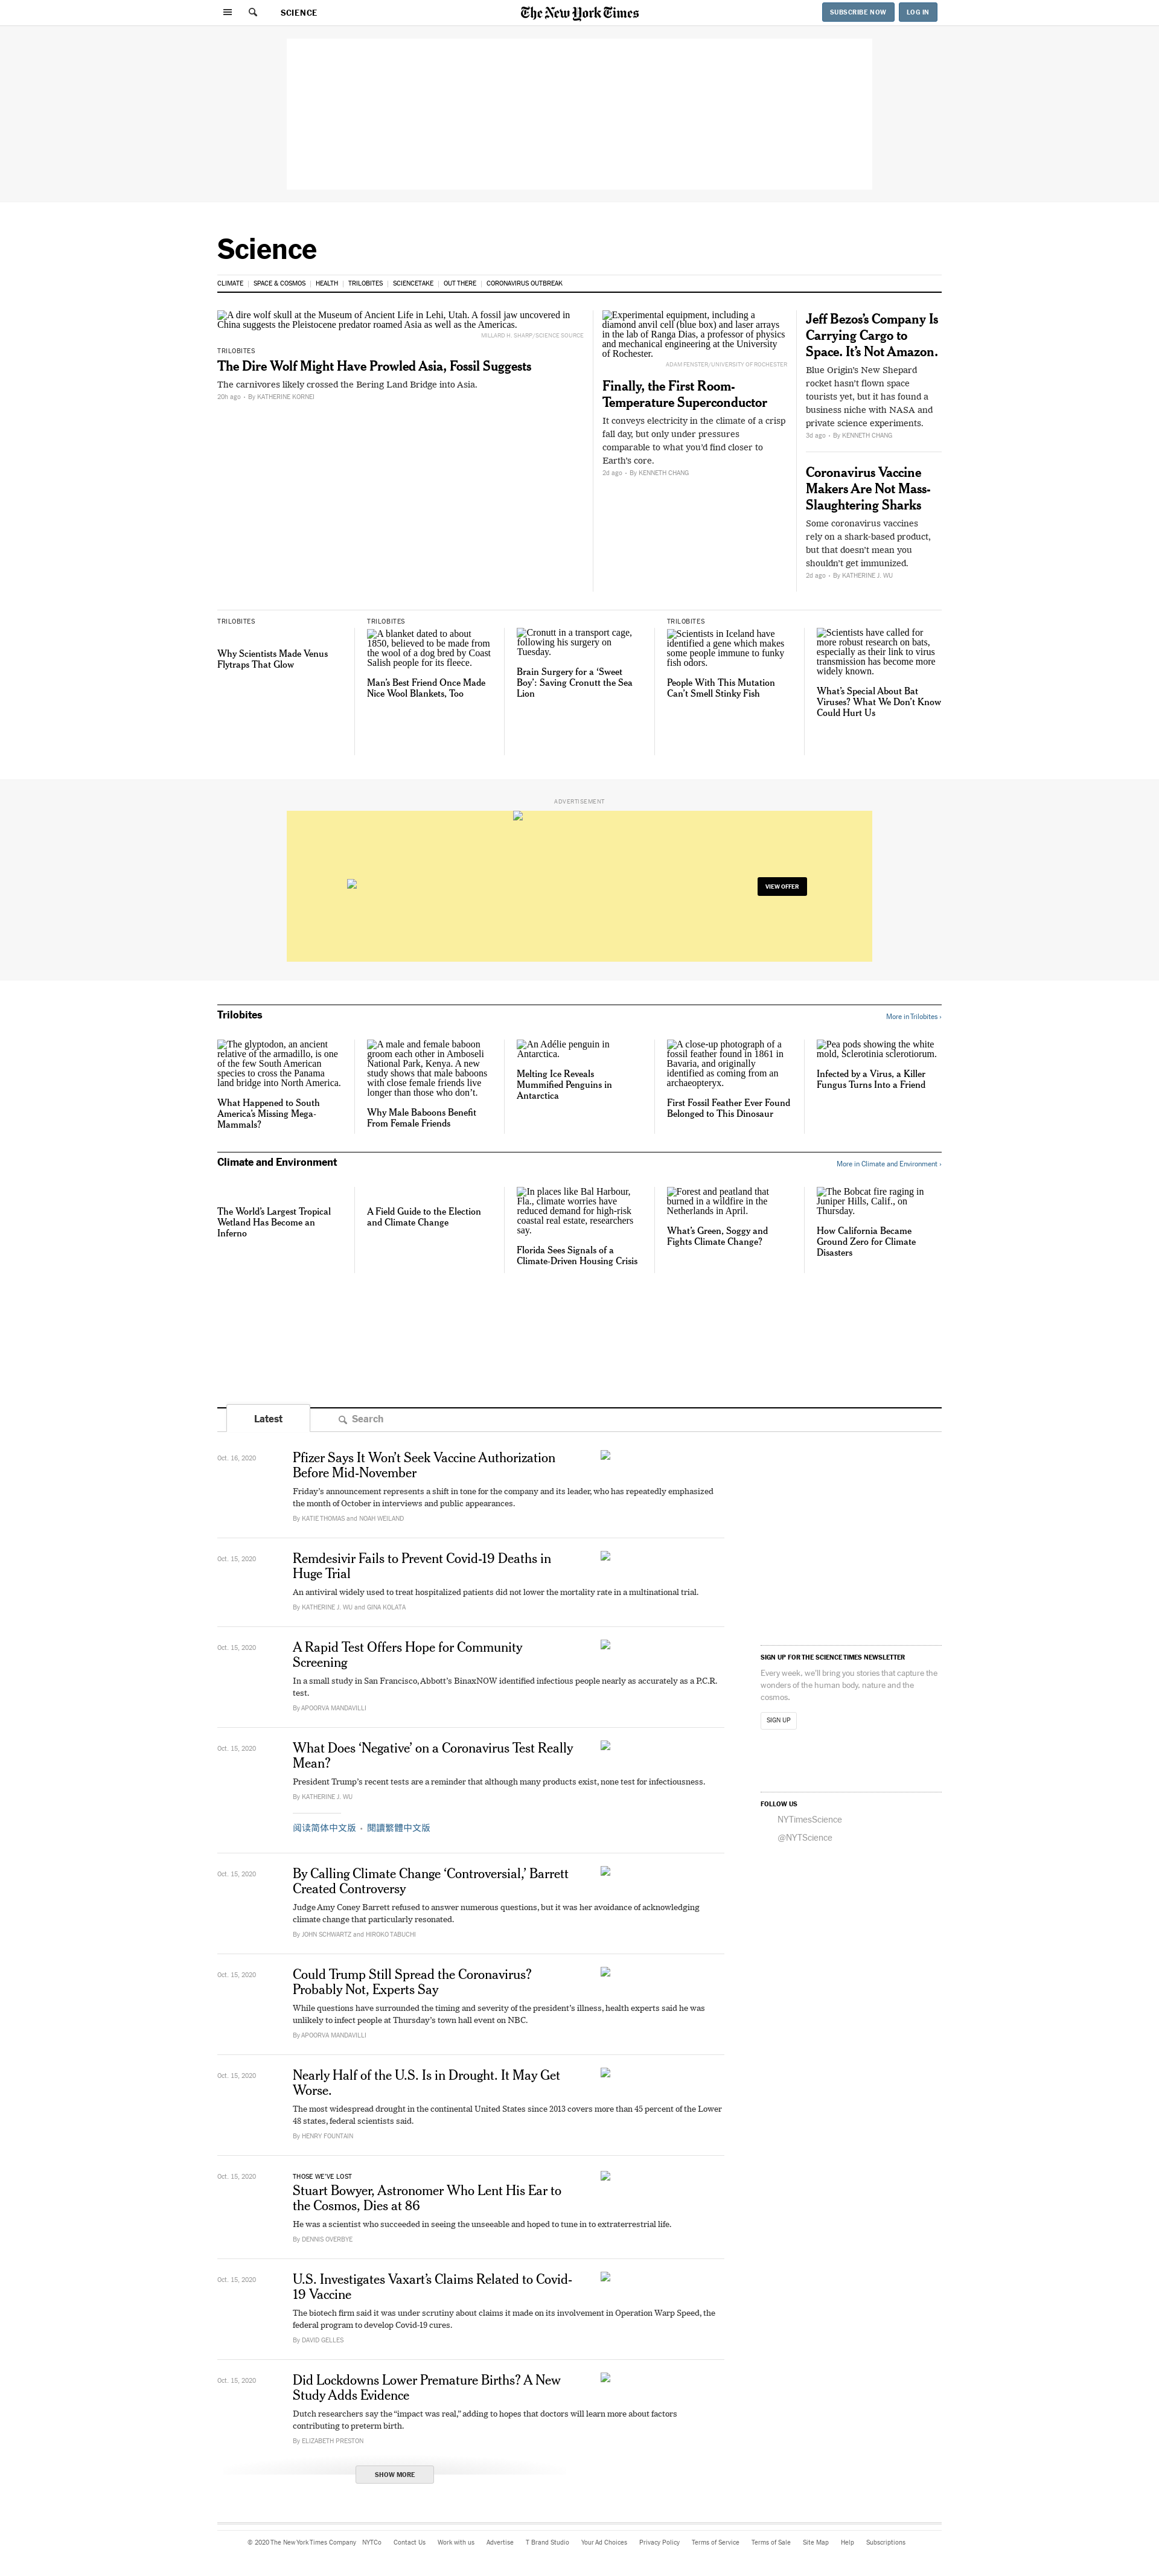 SCIENCE
The New York Times
SUBSCRIBE NOW
LOG IN
Science
CLIMATE
SPACE & COSMOS
HEALTH
TRILOBITES
SCIENCETAKE
OUT THERE
CORONAVIRUS OUTBREAK
A dire wolf skull at the Museum of Ancient Life in Lehi, Utah. A fossil jaw uncovered in
China suggests the Pleistocene predator roamed Asia as well as the Americas.
MILLARD H. SHARP/SCIENCE SOURCE
TRILOBITES
The Dire Wolf Might Have Prowled Asia, Fossil Suggests
The carnivores likely crossed the Bering Land Bridge into Asia.
20h ago • By KATHERINE KORNEI
Experimental equipment, including a
diamond anvil cell (blue box) and laser arrays
in the lab of Ranga Dias, a professor of physics
and mechanical engineering at the University
of Rochester.
ADAM FENSTER/UNIVERSITY OF ROCHESTER
Finally, the First Room-
Temperature Superconductor
It conveys electricity in the climate of a crisp
fall day, but only under pressures
comparable to what you'd find closer to
Earth's core.
2d ago • By KENNETH CHANG
Jeff Bezos's Company Is
Carrying Cargo to
Space. It's Not Amazon.
Blue Origin's New Shepard
rocket hasn't flown space
tourists yet, but it has found a
business niche with NASA and
private science experiments.
3d ago • By KENNETH CHANG
Coronavirus Vaccine
Makers Are Not Mass-
Slaughtering Sharks
Some coronavirus vaccines
rely on a shark-based product,
but that doesn't mean you
shouldn't get immunized.
2d ago • By KATHERINE J. WU
TRILOBITES
Why Scientists Made Venus
Flytraps That Glow
TRILOBITES
A blanket dated to about
1850, believed to be made from
the wool of a dog bred by Coast
Salish people for its fleece.
Man's Best Friend Once Made
Nice Wool Blankets, Too
Cronutt in a transport cage,
following his surgery on
Tuesday.
Brain Surgery for a 'Sweet
Boy': Saving Cronutt the Sea
Lion
TRILOBITES
Scientists in Iceland have
identified a gene which makes
some people immune to funky
fish odors.
People With This Mutation
Can't Smell Stinky Fish
Scientists have called for
more robust research on bats,
especially as their link to virus
transmission has become more
widely known.
What's Special About Bat
Viruses? What We Don't Know
Could Hurt Us
ADVERTISEMENT
VIEW OFFER
Trilobites
More in Trilobites ›
The glyptodon, an ancient
relative of the armadillo, is one
of the few South American
species to cross the Panama
land bridge into North America.
What Happened to South
America's Missing Mega-
Mammals?
A male and female baboon
groom each other in Amboseli
National Park, Kenya. A new
study shows that male baboons
with close female friends live
longer than those who don't.
Why Male Baboons Benefit
From Female Friends
An Adélie penguin in
Antarctica.
Melting Ice Reveals
Mummified Penguins in
Antarctica
A close-up photograph of a
fossil feather found in 1861 in
Bavaria, and originally
identified as coming from an
archaeopteryx.
First Fossil Feather Ever Found
Belonged to This Dinosaur
Pea pods showing the white
mold, Sclerotinia sclerotiorum.
Infected by a Virus, a Killer
Fungus Turns Into a Friend
Climate and Environment
More in Climate and Environment ›
The World's Largest Tropical
Wetland Has Become an
Inferno
A Field Guide to the Election
and Climate Change
In places like Bal Harbour,
Fla., climate worries have
reduced demand for high-risk
coastal real estate, researchers
say.
Florida Sees Signals of a
Climate-Driven Housing Crisis
Forest and peatland that
burned in a wildfire in the
Netherlands in April.
What's Green, Soggy and
Fights Climate Change?
The Bobcat fire raging in
Juniper Hills, Calif., on
Thursday.
How California Became
Ground Zero for Climate
Disasters
Latest
Search
Oct. 16, 2020
Pfizer Says It Won't Seek Vaccine Authorization
Before Mid-November
Friday's announcement represents a shift in tone for the company and its leader, who has repeatedly emphasized
the month of October in interviews and public appearances.
By KATIE THOMAS and NOAH WEILAND
Oct. 15, 2020
Remdesivir Fails to Prevent Covid-19 Deaths in
Huge Trial
An antiviral widely used to treat hospitalized patients did not lower the mortality rate in a multinational trial.
By KATHERINE J. WU and GINA KOLATA
Oct. 15, 2020
A Rapid Test Offers Hope for Community
Screening
In a small study in San Francisco, Abbott's BinaxNOW identified infectious people nearly as accurately as a P.C.R.
test.
By APOORVA MANDAVILLI
Oct. 15, 2020
What Does 'Negative' on a Coronavirus Test Really
Mean?
President Trump's recent tests are a reminder that although many products exist, none test for infectiousness.
By KATHERINE J. WU
阅读简体中文版 • 閱讀繁體中文版
Oct. 15, 2020
By Calling Climate Change 'Controversial,' Barrett
Created Controversy
Judge Amy Coney Barrett refused to answer numerous questions, but it was her avoidance of acknowledging
climate change that particularly resonated.
By JOHN SCHWARTZ and HIROKO TABUCHI
Oct. 15, 2020
Could Trump Still Spread the Coronavirus?
Probably Not, Experts Say
While questions have surrounded the timing and severity of the president's illness, health experts said he was
unlikely to infect people at Thursday's town hall event on NBC.
By APOORVA MANDAVILLI
Oct. 15, 2020
Nearly Half of the U.S. Is in Drought. It May Get
Worse.
The most widespread drought in the continental United States since 2013 covers more than 45 percent of the Lower
48 states, federal scientists said.
By HENRY FOUNTAIN
Oct. 15, 2020
THOSE WE'VE LOST
Stuart Bowyer, Astronomer Who Lent His Ear to
the Cosmos, Dies at 86
He was a scientist who succeeded in seeing the unseeable and hoped to tune in to extraterrestrial life.
By DENNIS OVERBYE
Oct. 15, 2020
U.S. Investigates Vaxart's Claims Related to Covid-
19 Vaccine
The biotech firm said it was under scrutiny about claims it made on its involvement in Operation Warp Speed, the
federal program to develop Covid-19 cures.
By DAVID GELLES
Oct. 15, 2020
Did Lockdowns Lower Premature Births? A New
Study Adds Evidence
Dutch researchers say the "impact was real," adding to hopes that doctors will learn more about factors
contributing to preterm birth.
By ELIZABETH PRESTON
SHOW MORE
SIGN UP FOR THE SCIENCE TIMES NEWSLETTER
Every week, we'll bring you stories that capture the
wonders of the human body, nature and the
cosmos.
SIGN UP
FOLLOW US
NYTimesScience
@NYTScience
© 2020 The New York Times Company
NYTCo
Contact Us
Work with us
Advertise
T Brand Studio
Your Ad Choices
Privacy Policy
Terms of Service
Terms of Sale
Site Map
Help
Subscriptions